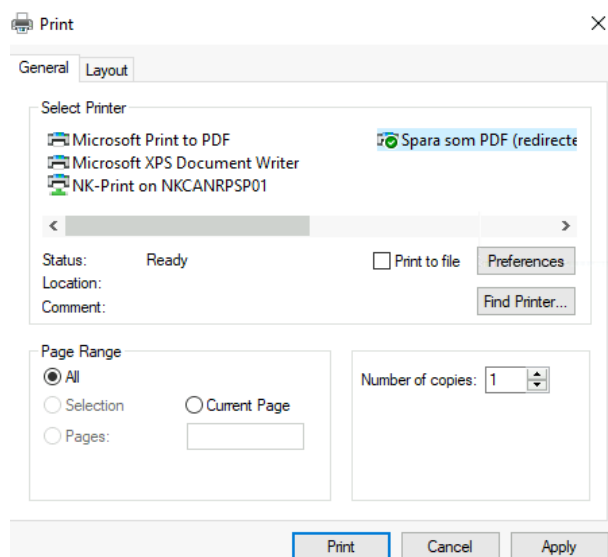 Print
General Layout
Select Printer
Microsoft Print to PDF
Microsoft XPS Document Writer
NK-Print on NKCANRPSP01
Spara som PDF (redirecte
Status: Ready
Location:
Comment:
Print to file
Preferences
Find Printer...
Page Range
All
Selection
Current Page
Pages:
Number of copies: 1
Print Cancel Apply